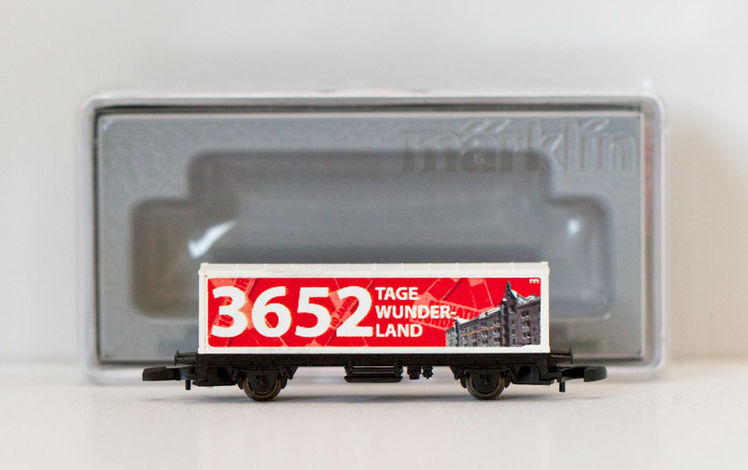 märklin
3652
TAGE
WUNDER-
LAND